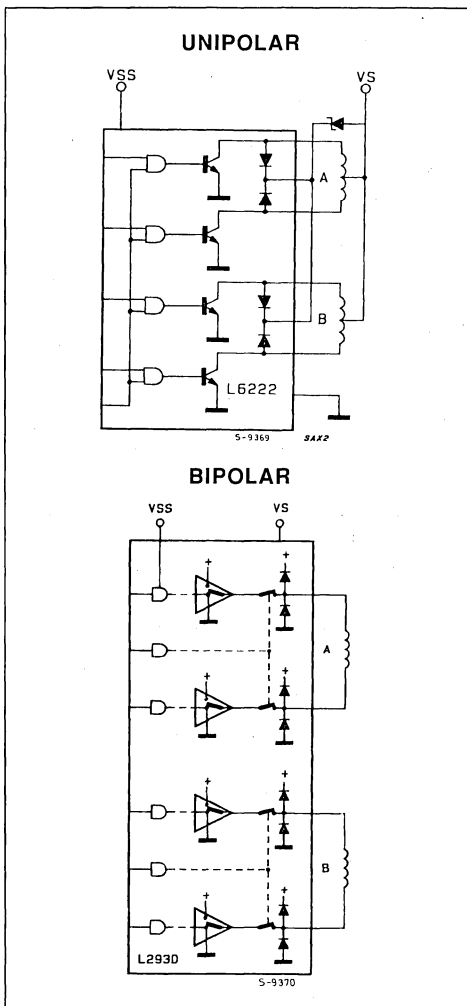 UNIPOLAR
VSS
VS
A
B
L6222
S-9369
SAX2
BIPOLAR
VSS
VS
+
+
A
+
+
+
+
B
+
+
L293D
S-9370